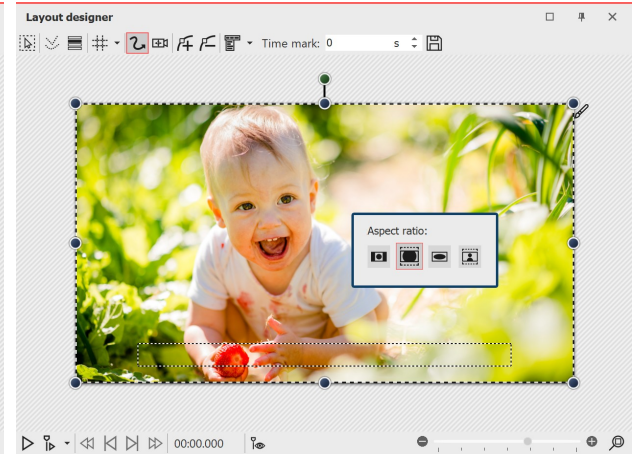 Layout designer
Time mark: 0 s
Aspect ratio:
00:00.000